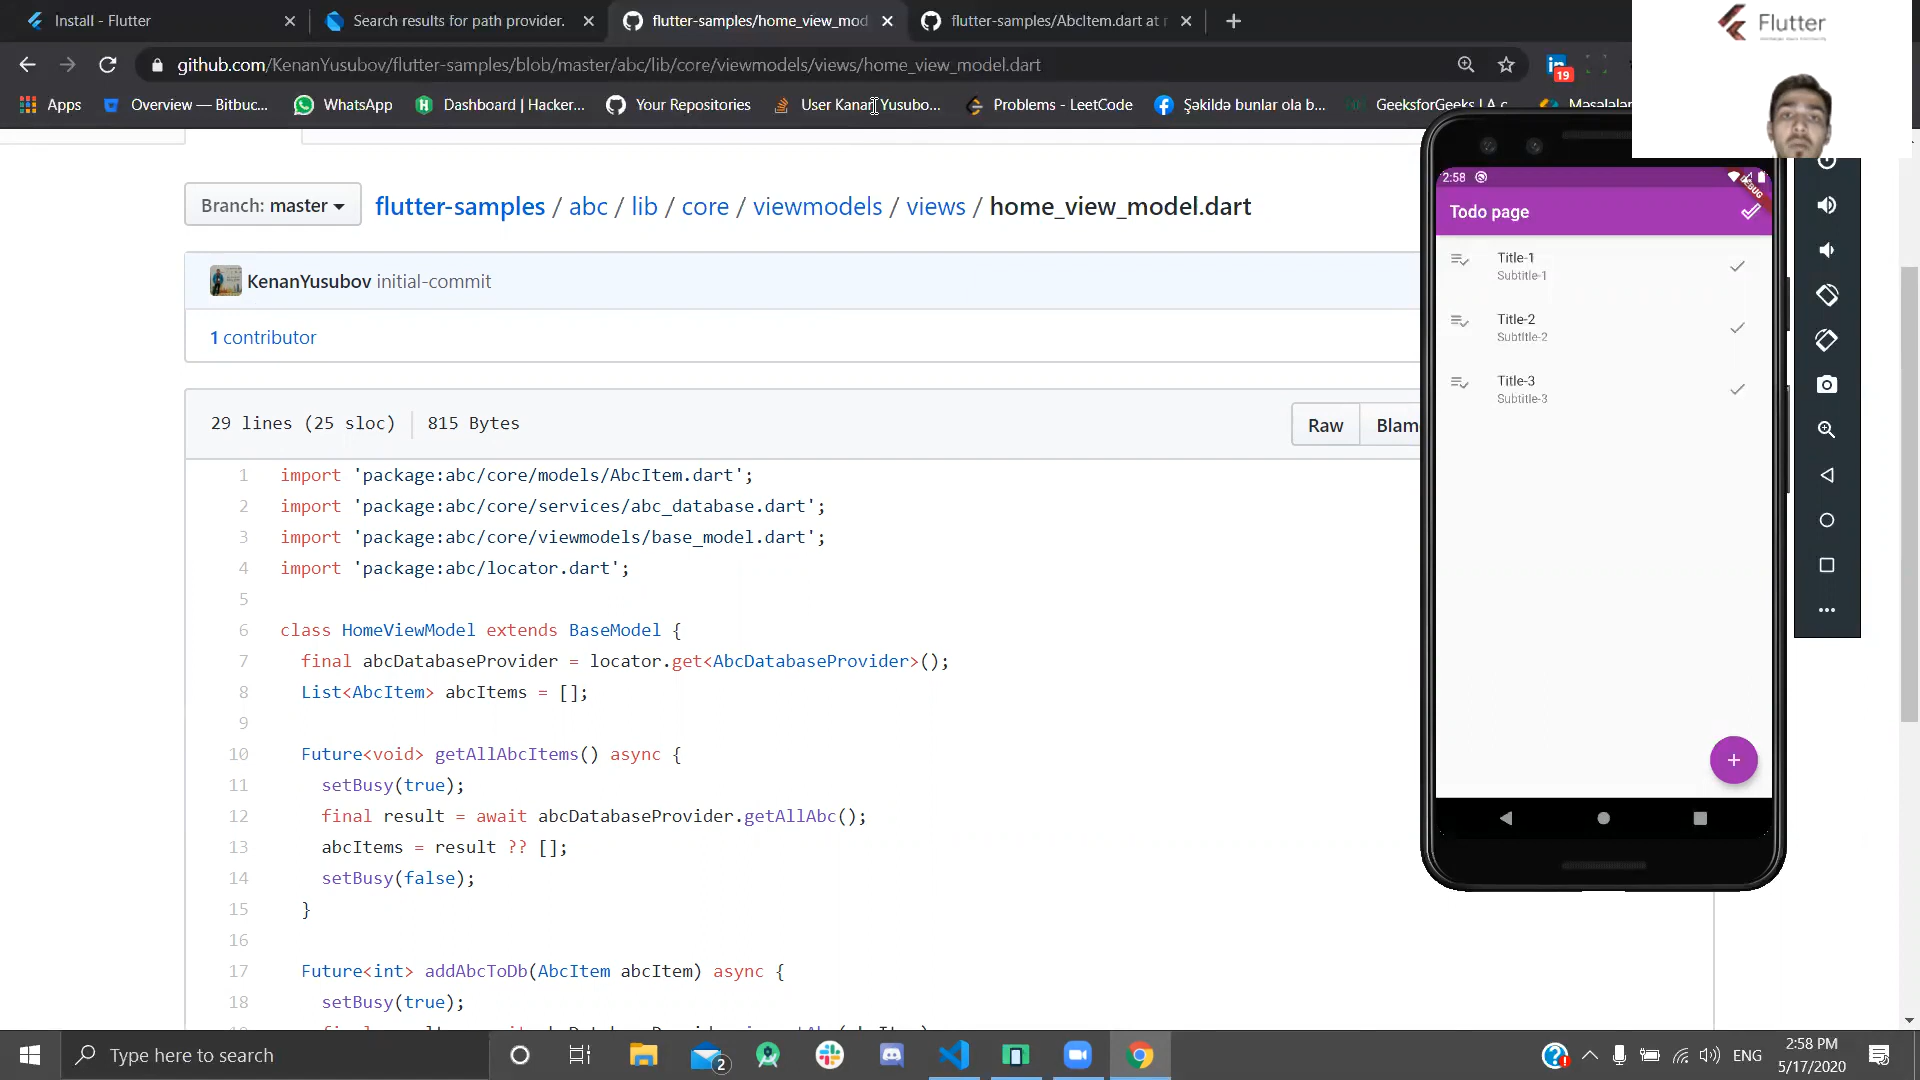 Install - Flutter
Search results for path provider.
flutter-samples/home_view_mod
flutter-samples/AbcItem.dart at
Flutter
github.com/KenanYusubov/flutter-samples/blob/master/abc/lib/core/viewmodels/views/home_view_model.dart
19
Apps
Overview — Bitbuc...
WhatsApp
Dashboard | Hacker...
Your Repositories
User Kanan Yusubo...
Problems - LeetCode
Şəkildə bunlar ola b...
GeeksforGeeks | A c
Məsələlər
Branch: master
flutter-samples / abc / lib / core / viewmodels / views / home_view_model.dart
KenanYusubov initial-commit
1 contributor
29 lines (25 sloc)
815 Bytes
Raw
Blam
1 import 'package:abc/core/models/AbcItem.dart';
2 import 'package:abc/core/services/abc_database.dart';
3 import 'package:abc/core/viewmodels/base_model.dart';
4 import 'package:abc/locator.dart';
5
6 class HomeViewModel extends BaseModel {
7 final abcDatabaseProvider = locator.get<AbcDatabaseProvider>();
8 List<AbcItem> abcItems = [];
9
10 Future<void> getAllAbcItems() async {
11 setBusy(true);
12 final result = await abcDatabaseProvider.getAllAbc();
13 abcItems = result ?? [];
14 setBusy(false);
15 }
16
17 Future<int> addAbcToDb(AbcItem abcItem) async {
18 setBusy(true);
2:58
DEBUG
Todo page
Title-1
Subtitle-1
Title-2
Subtitle-2
Title-3
Subtitle-3
Type here to search
2
ENG
2:58 PM
5/17/2020